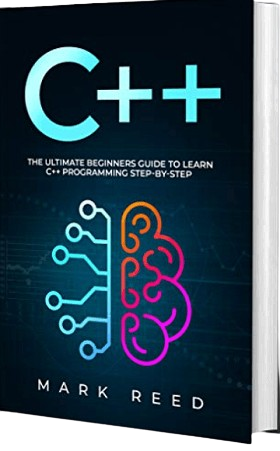 C++
THE ULTIMATE BEGINNERS GUIDE TO LEARN
C++ PROGRAMMING STEP-BY-STEP
MARK REED